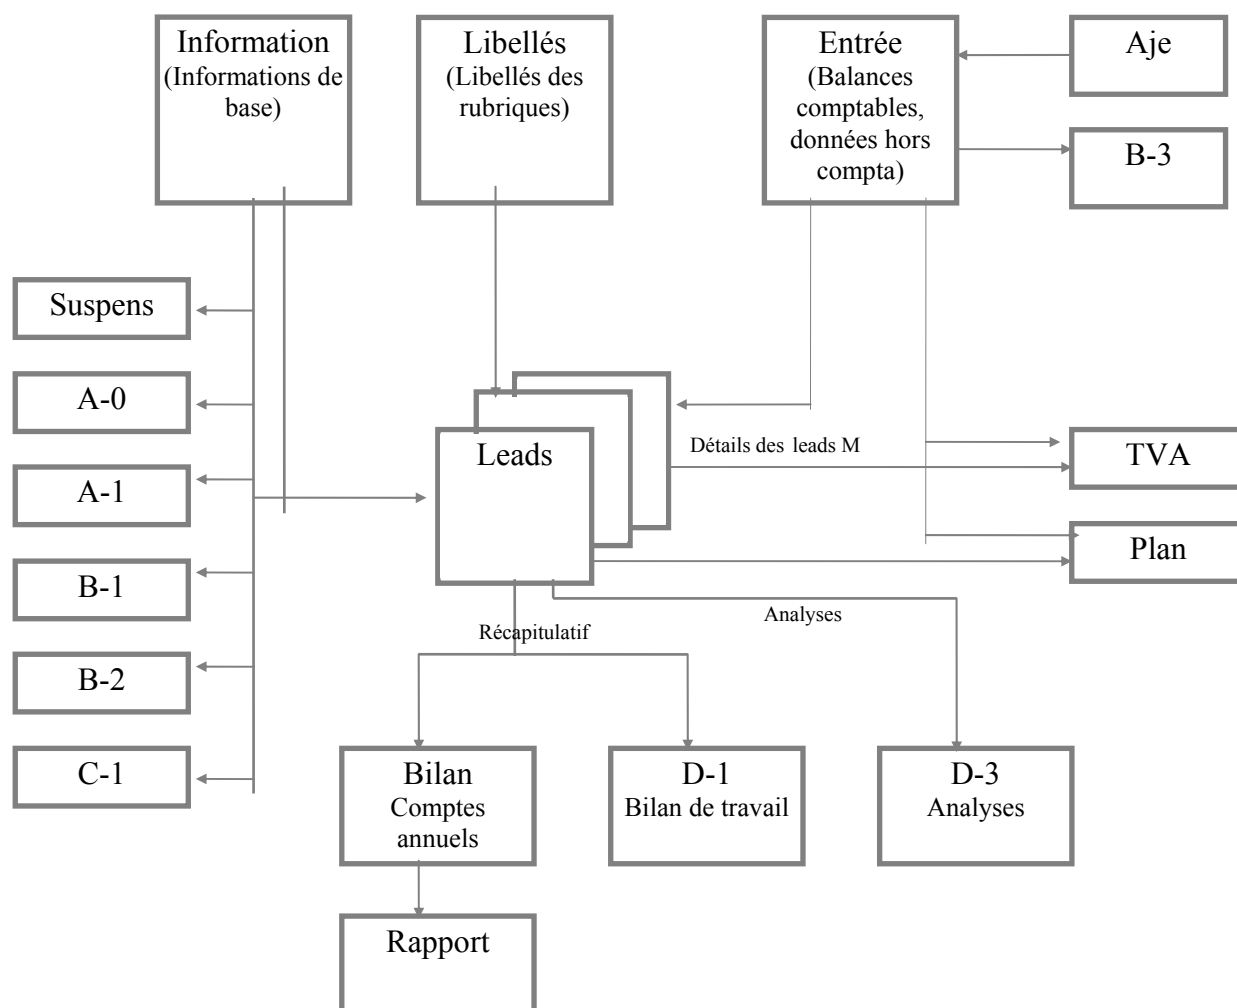 Information
(Informations de
base)
Libellés
(Libellés des
rubriques)
Entrée
(Balances
comptables,
données hors
compta)
Aje
B-3
Suspens
A-0
A-1
B-1
B-2
C-1
Leads
Détails des leads M
TVA
Plan
Analyses
Récapitulatif
Bilan
Comptes
annuels
D-1
Bilan de travail
D-3
Analyses
Rapport